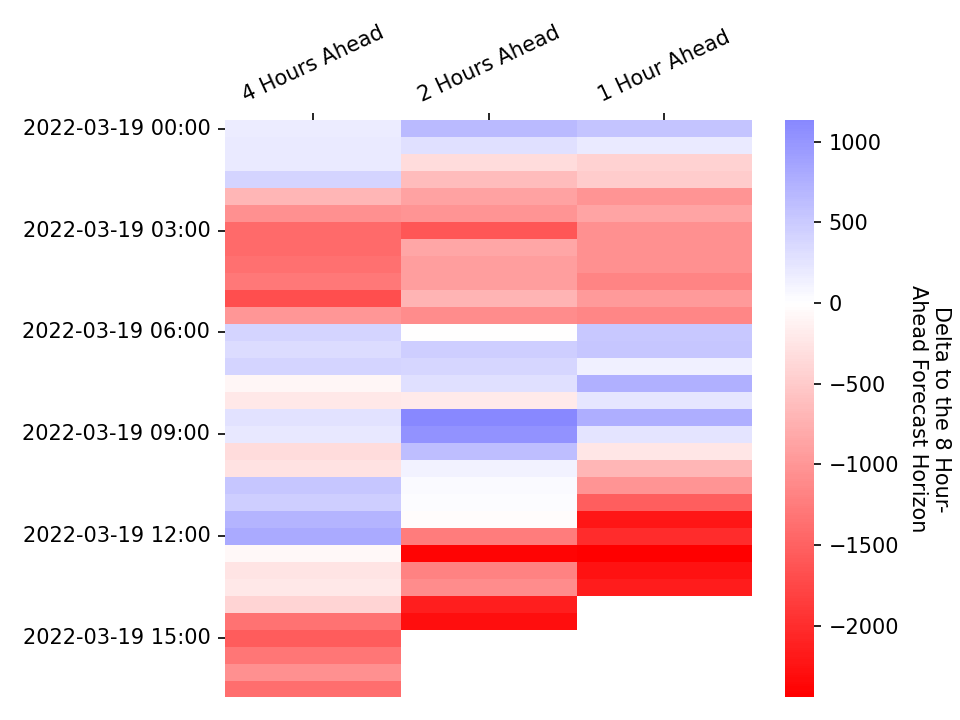 4 Hours Ahead
2 Hours Ahead
1 Hour Ahead
2022-03-19 00:00
2022-03-19 03:00
2022-03-19 06:00
2022-03-19 09:00
2022-03-19 12:00
2022-03-19 15:00
1000
500
0
−500
−1000
−1500
−2000
Delta to the 8 Hour-
Ahead Forecast Horizon